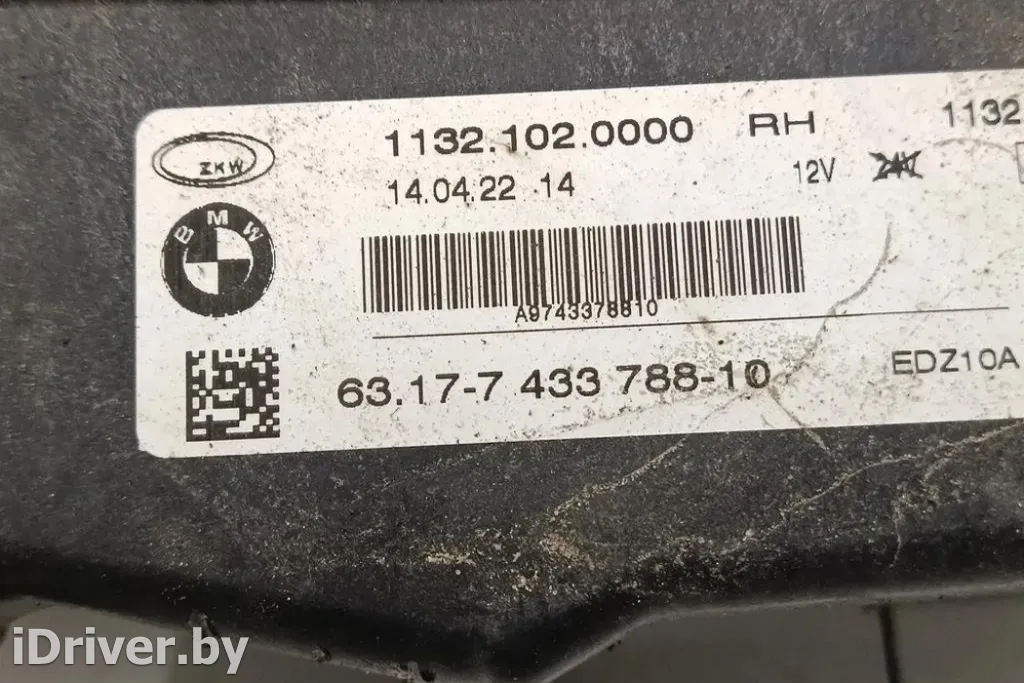 1132.102.0000 RH 1132
ZKW
14.04.22 14 12V 24V
BMW
A9743378810
63.17-7 433 788-10 EDZ10A
iDriver.by